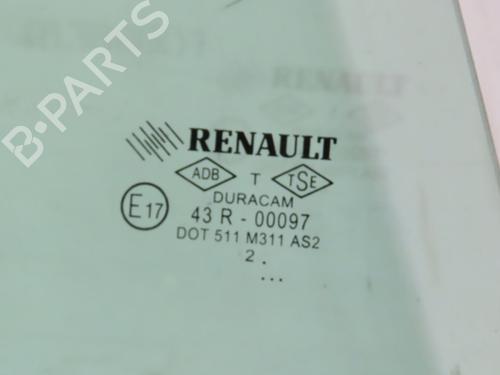 B-PARTS
RENAULT
ADB T TSE
DURACAM
E17 43 R - 00097
DOT 511 M311 AS2
2 .
...